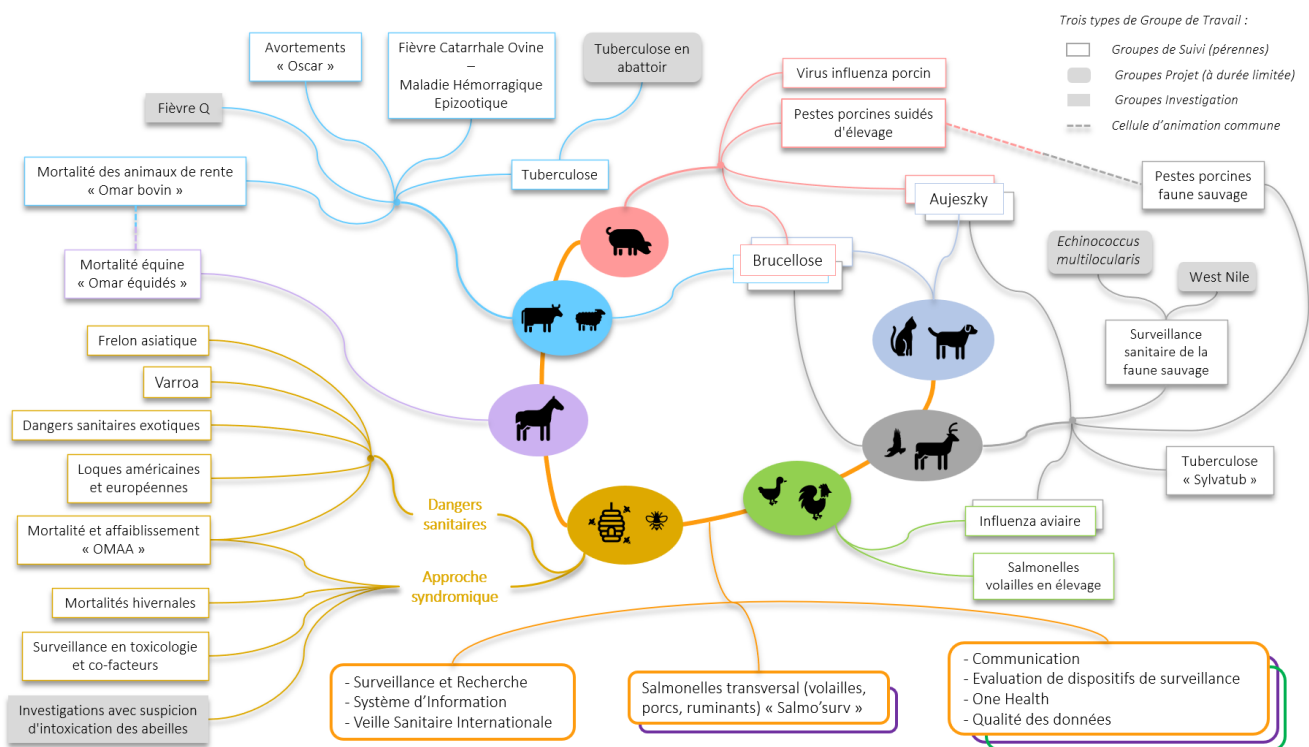 Trois types de Groupe de Travail :
Groupes de Suivi (pérennes)
Groupes Projet (à durée limitée)
Groupes Investigation
Cellule d'animation commune
Avortements
« Oscar »
Fièvre Catarrhale Ovine
–
Maladie Hémorragique
Epizootique
Tuberculose en
abattoir
Fièvre Q
Mortalité des animaux de rente
« Omar bovin »
Tuberculose
Virus influenza porcin
Pestes porcines suidés
d'élevage
Aujeszky
Pestes porcines
faune sauvage
Mortalité équine
« Omar équidés »
Brucellose
Echinococcus
multilocularis
West Nile
Surveillance
sanitaire de la
faune sauvage
Frelon asiatique
Varroa
Dangers sanitaires exotiques
Loques américaines
et européennes
Mortalité et affaiblissement
« OMAA »
Dangers
sanitaires
Approche
syndromique
Mortalités hivernales
Surveillance en toxicologie
et co-facteurs
Investigations avec suspicion
d'intoxication des abeilles
Tuberculose
« Sylvatub »
Influenza aviaire
Salmonelles
volailles en élevage
- Surveillance et Recherche
- Système d'Information
- Veille Sanitaire Internationale
Salmonelles transversal (volailles,
porcs, ruminants) « Salmo'surv »
- Communication
- Evaluation de dispositifs de surveillance
- One Health
- Qualité des données